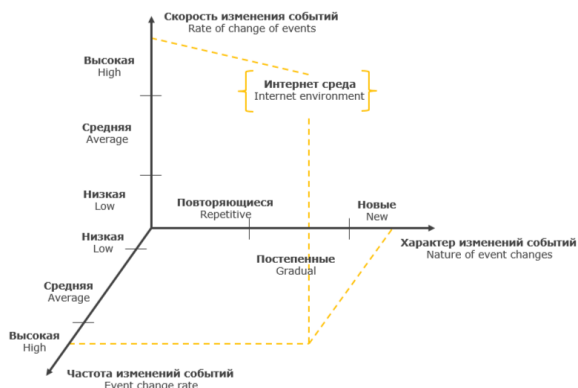 Скорость изменения событий
Rate of change of events
Высокая
High
Интернет среда
Internet environment
Средняя
Average
Низкая
Low
Повторяющиеся
Repetitive
Новые
New
Низкая
Low
Характер изменений событий
Nature of event changes
Постепенные
Gradual
Средняя
Average
Высокая
High
Частота изменений событий
Event change rate